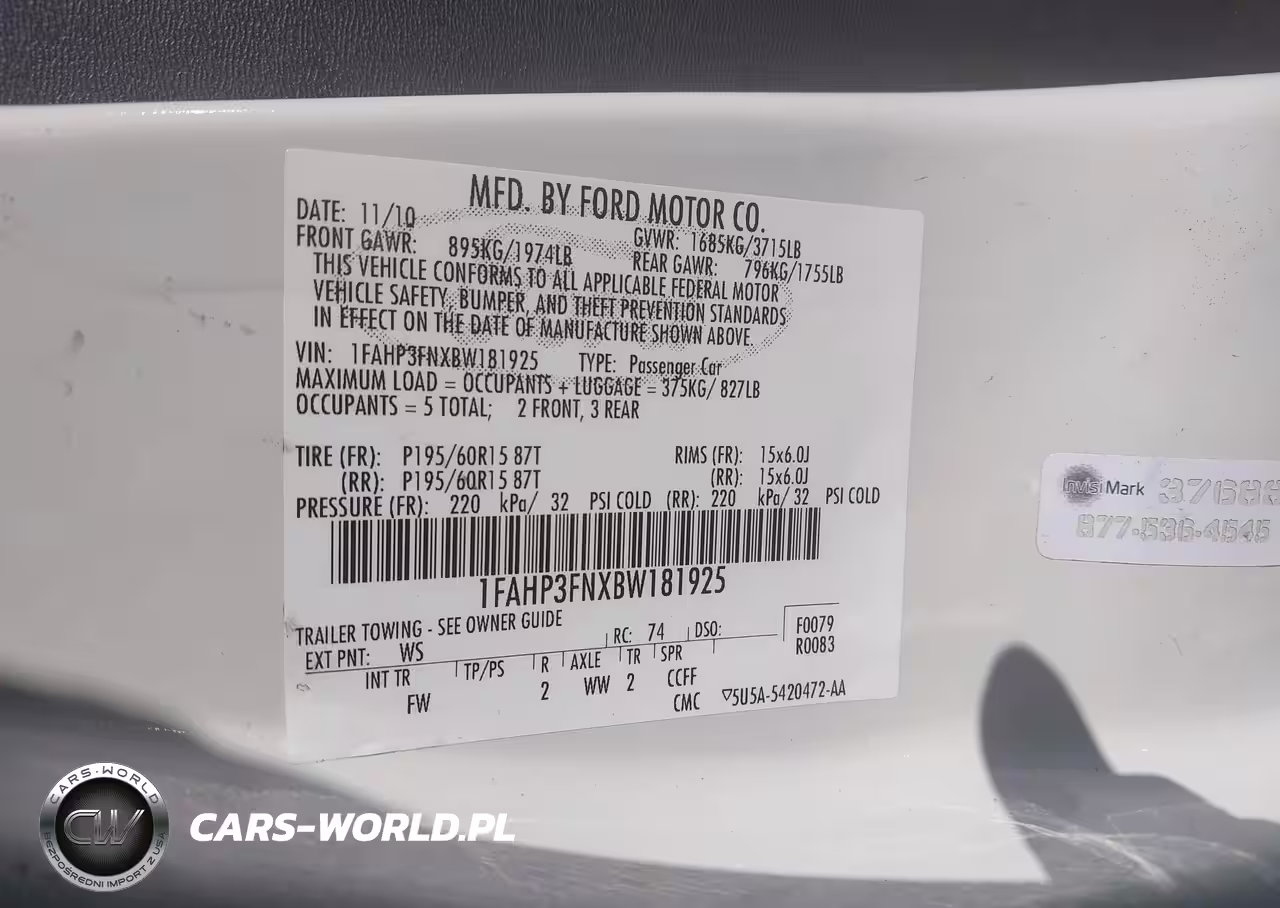 MFD. BY FORD MOTOR CO.
DATE: 11/10
GVWR: 1685KG/3715LB
FRONT GAWR: 895KG/1974LB
REAR GAWR: 796KG/1755LB
THIS VEHICLE CONFORMS TO ALL APPLICABLE FEDERAL MOTOR
VEHICLE SAFETY, BUMPER, AND THEFT PREVENTION STANDARDS
IN EFFECT ON THE DATE OF MANUFACTURE SHOWN ABOVE.
VIN: 1FAHP3FNXBW181925 TYPE: Passenger Car
MAXIMUM LOAD = OCCUPANTS + LUGGAGE = 375KG/ 827LB
OCCUPANTS = 5 TOTAL; 2 FRONT, 3 REAR
TIRE (FR): P195/60R15 87T RIMS (FR): 15x6.0J
(RR): P195/60R15 87T (RR): 15x6.0J
PRESSURE (FR): 220 kPa/ 32 PSI COLD (RR): 220 kPa/ 32 PSI COLD
1FAHP3FNXBW181925
TRAILER TOWING - SEE OWNER GUIDE
RC: 74 DSO:
F0079
R0083
EXT PNT: WS
INT TR TP/PS R AXLE TR SPR
FW 2 WW 2 CCFF
CMC ▽5U5A-5420472-AA
InvisiMark
877-536-4545
CARS-WORLD
CW
BEZPOŚREDNI IMPORT Z USA
CARS-WORLD.PL